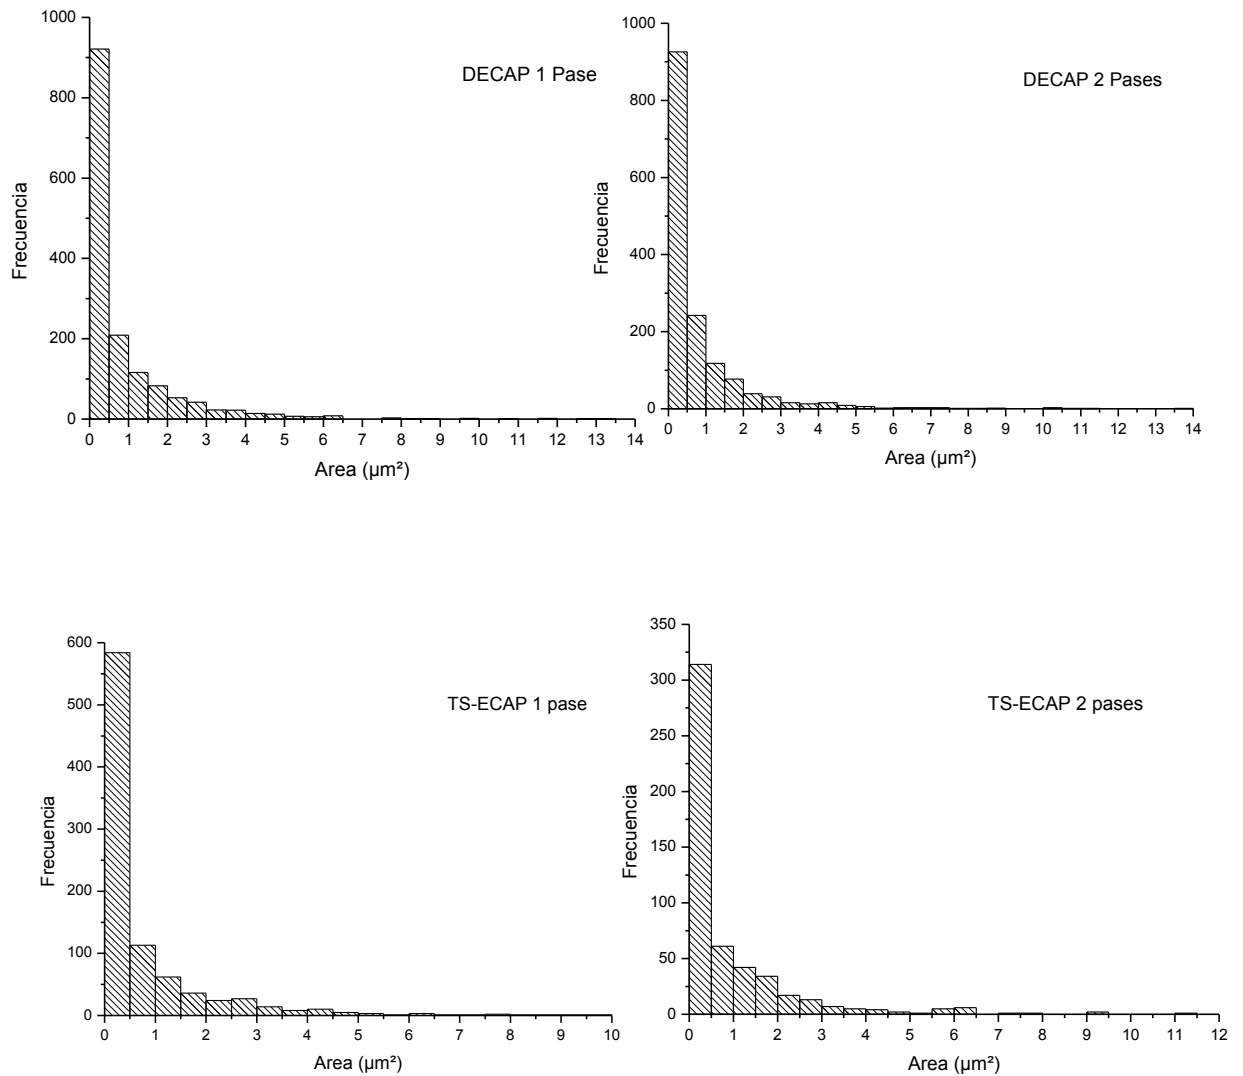 DECAP 1 Pase
Frecuencia
1000
800
600
400
200
0
0 1 2 3 4 5 6 7 8 9 10 11 12 13 14
Area (µm²)
DECAP 2 Pases
Frecuencia
1000
800
600
400
200
0
0 1 2 3 4 5 6 7 8 9 10 11 12 13 14
Area (µm²)
TS-ECAP 1 pase
Frecuencia
600
500
400
300
200
100
0
0 1 2 3 4 5 6 7 8 9 10
Area (µm²)
TS-ECAP 2 pases
Frecuencia
350
300
250
200
150
100
50
0
0 1 2 3 4 5 6 7 8 9 10 11 12
Area (µm²)